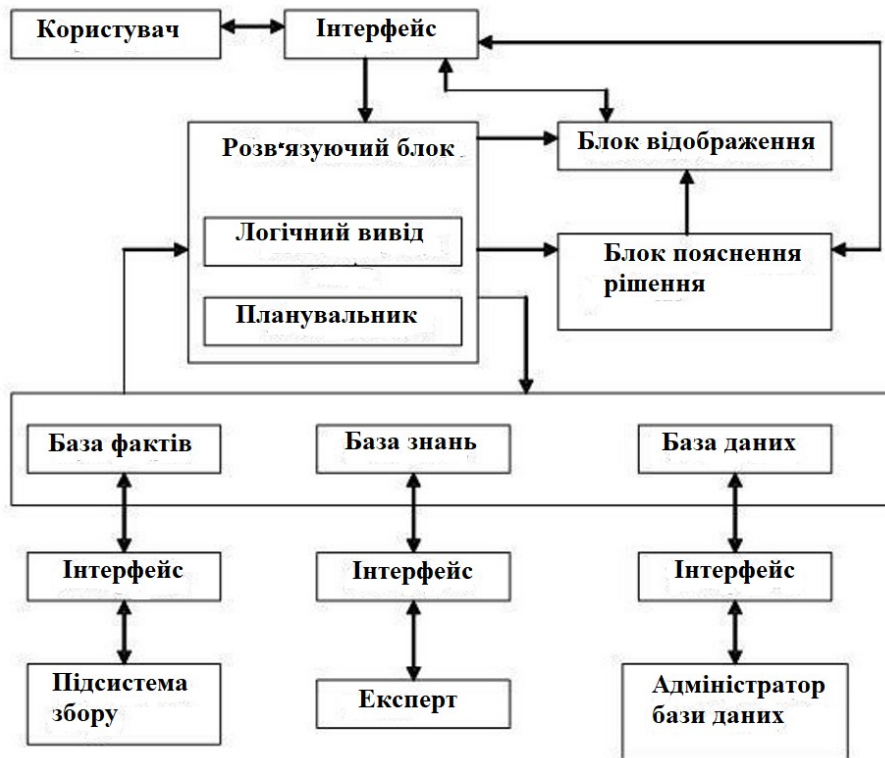 Користувач
Інтерфейс
Розв‘язуючий блок
Блок відображення
Логічний вивід
Блок пояснення
рішення
Планувальник
База фактів
База знань
База даних
Інтерфейс
Інтерфейс
Інтерфейс
Підсистема
збору
Експерт
Адміністратор
бази даних